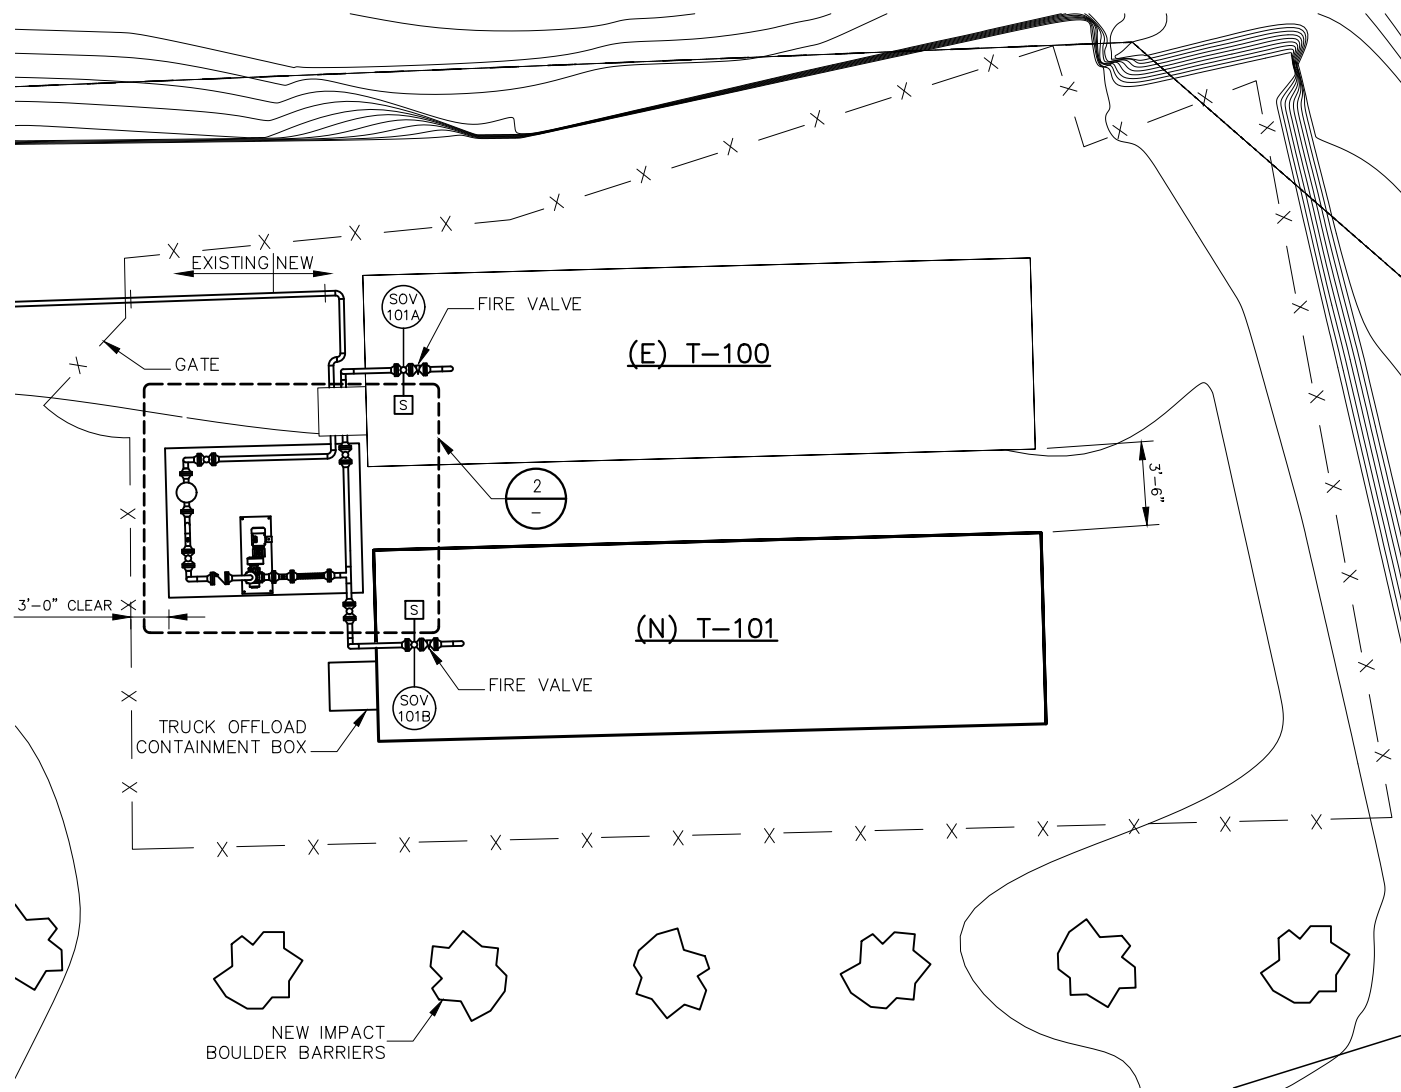 EXISTING NEW
SOV
101A
FIRE VALVE
(E) T-100
GATE
S
2
-
3'-6"
3'-0" CLEAR
S
(N) T-101
FIRE VALVE
SOV
101B
TRUCK OFFLOAD
CONTAINMENT BOX
NEW IMPACT
BOULDER BARRIERS